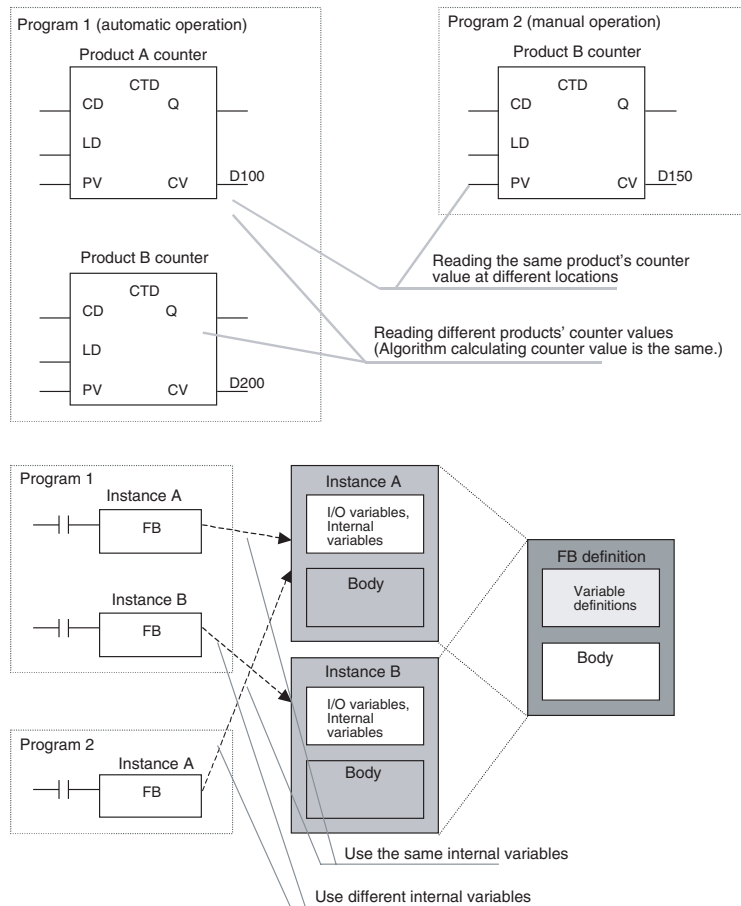 Program 1 (automatic operation)
Product A counter
CTD
CD Q
LD
PV CV D100
Product B counter
CTD
CD Q
LD
PV CV D200
Program 2 (manual operation)
Product B counter
CTD
CD Q
LD
PV CV D150
Reading the same product's counter
value at different locations
Reading different products' counter values
(Algorithm calculating counter value is the same.)
Program 1
Instance A
FB
Instance B
FB
Program 2
Instance A
FB
Instance A
I/O variables,
Internal
variables
Body
Instance B
I/O variables,
Internal
variables
Body
FB definition
Variable
definitions
Body
Use the same internal variables
Use different internal variables